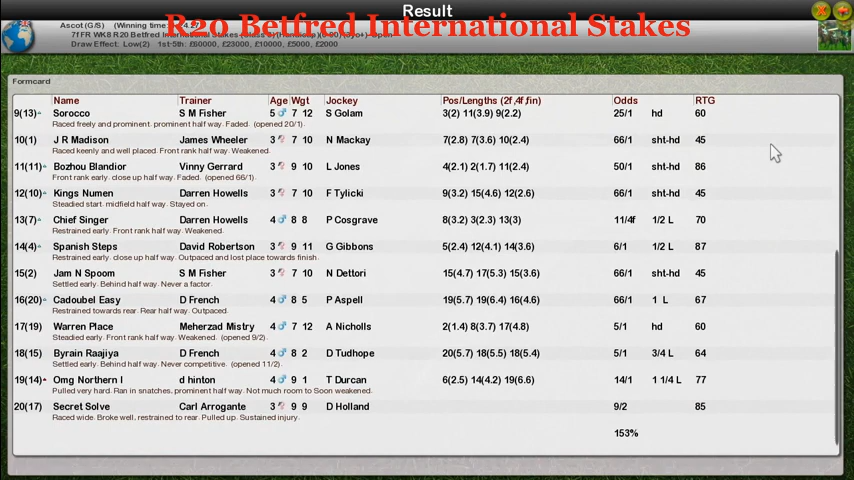 Result
R20 Betfred International Stakes
Ascot (G/S) (Winning time:
7f FR WK8 R20 Betfred
Draw Effect. Low(2) 1st-5th: £60000, £23000, £10000, £5000, £2000
Formcard
Name Trainer Age Wgt Jockey Pos/Lengths (2f,4f,fin) Odds RTG
9(13) Sorocco S M Fisher 5 7 12 S Golam 3(2) 11(3.9) 9(2.2) 25/1 hd 60
Raced freely and prominent. prominent half way. Faded. (opened 20/1)
10(1) J R Madison James Wheeler 3 7 10 N Mackay 7(2.8) 7(3.6) 10(2.4) 66/1 sht-hd 45
Raced keenly and well placed. Front rank half way. Weakened.
11(11) Bozhou Blandior Vinny Gerrard 3 9 10 L Jones 4(2.1) 2(1.7) 11(2.4) 50/1 sht-hd 86
Front rank early. close up half way. Faded. (opened 66/1)
12(10) Kings Numen Darren Howells 3 7 10 F Tylicki 9(3.2) 15(4.6) 12(2.6) 66/1 sht-hd 45
Steadied start. midfield half way. Stayed on.
13(7) Chief Singer Darren Howells 4 8 8 P Cosgrave 8(3.2) 3(2.3) 13(3) 11/4f 1/2 L 70
Restrained early. Front rank half way. Weakened.
14(4) Spanish Steps David Robertson 3 9 11 G Gibbons 5(2.4) 12(4.1) 14(3.6) 6/1 1/2 L 87
Restrained early. close up half way. Outpaced and lost place towards finish.
15(2) Jam N Spoom S M Fisher 3 7 10 N Dettori 15(4.7) 17(5.3) 15(3.6) 66/1 sht-hd 45
Settled early. Behind half way. Never a factor.
16(20) Cadoubel Easy D French 4 8 5 P Aspell 19(5.7) 19(6.4) 16(4.6) 66/1 1 L 67
Restrained towards rear. Rear half way. Outpaced.
17(19) Warren Place Meherzad Mistry 4 7 12 A Nicholls 2(1.4) 8(3.7) 17(4.8) 5/1 hd 60
Steadied early. Front rank half way. Weakened. (opened 9/2)
18(15) Byrain Raajiya D French 4 8 2 D Tudhope 20(5.7) 18(5.5) 18(5.4) 5/1 3/4 L 64
Settled early. Behind half way. Never competitive. (opened 11/2)
19(14) Omg Northern I d hinton 4 9 1 T Durcan 6(2.5) 14(4.2) 19(6.6) 14/1 1 1/4 L 77
Pulled very hard. Ran in snatches, prominent half way. Not much room to Soon weakened.
20(17) Secret Solve Carl Arrogante 3 9 9 D Holland 9/2 85
Raced wide. Broke well, restrained to rear. Pulled up. Sustained injury.
153%